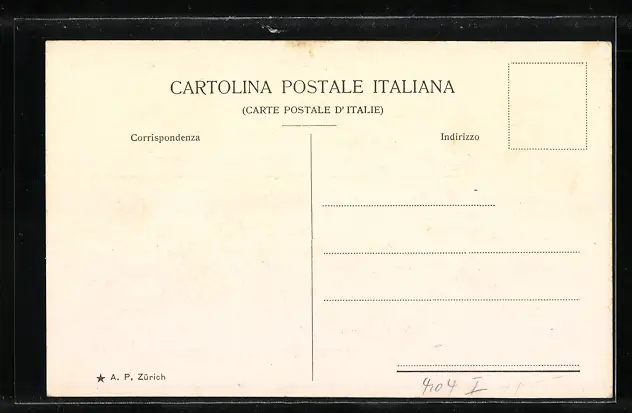 CARTOLINA POSTALE ITALIANA
(CARTE POSTALE D'ITALIE)
Corrispondenza
Indirizzo
★ A. P. Zürich
404 I